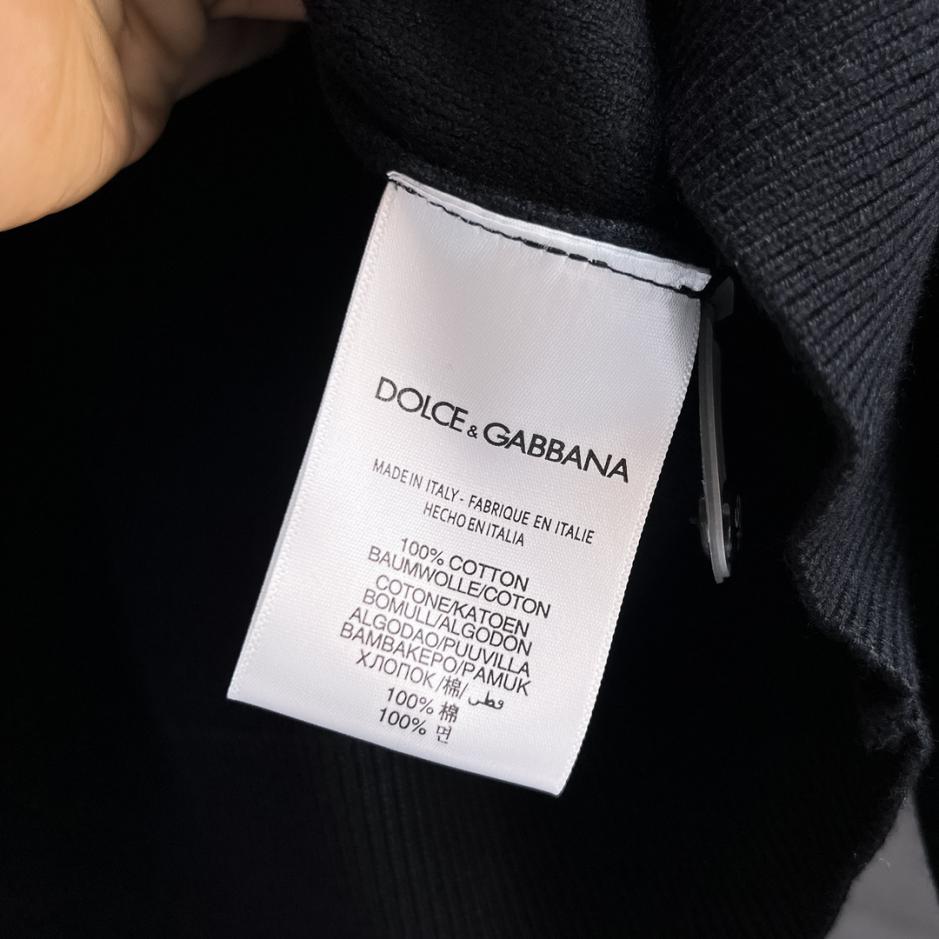 DOLCE & GABBANA
MADE IN ITALY - FABRIQUE EN ITALIE
HECHO EN ITALIA
100% COTTON
BAUMWOLLE/COTON
COTONE/KATOEN
BOMULL/ALGODON
ALGODAO/PUUVILLA
BAMBAKEPO/PAMUK
ХЛОПОК/棉/قطن
100% 棉
100% 면